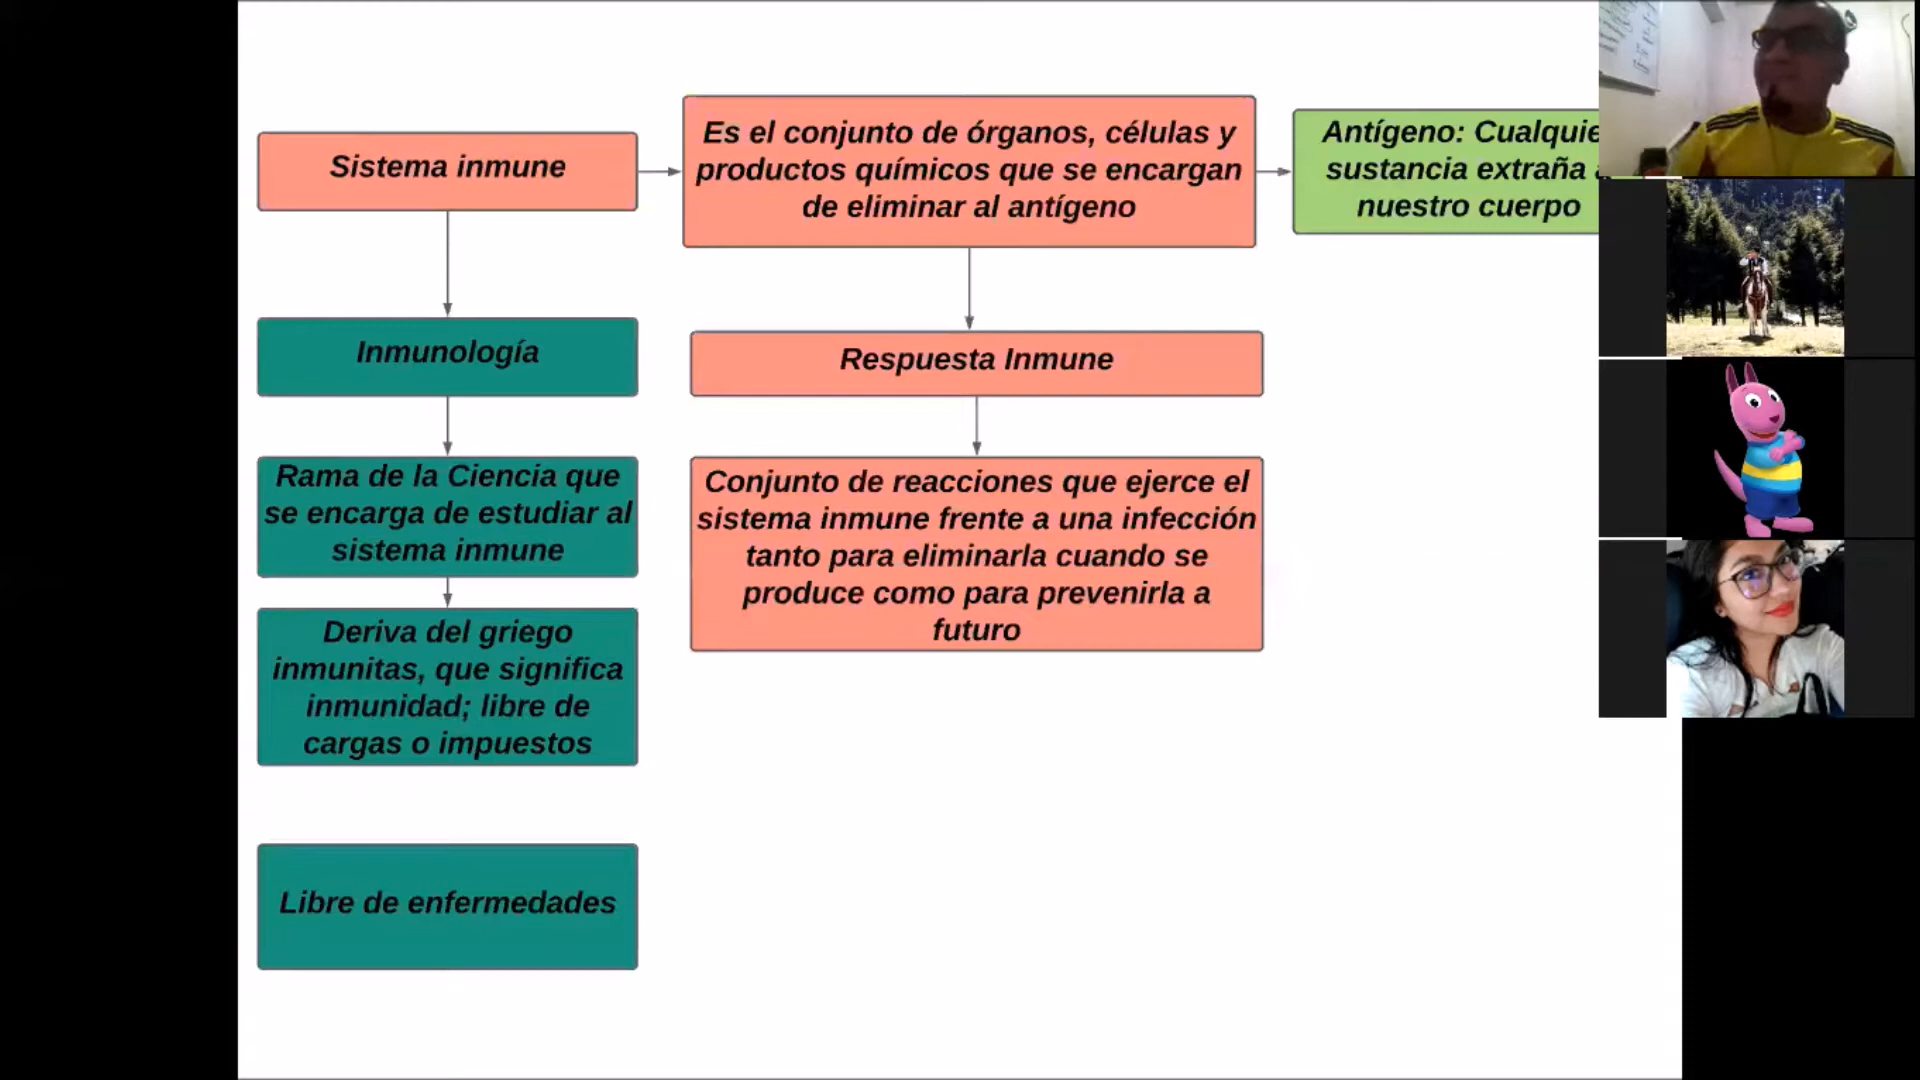 Sistema inmune
Es el conjunto de órganos, células y
productos químicos que se encargan
de eliminar al antígeno
Antígeno:
sustancia extraña
nuestro cuerpo
Inmunología
Respuesta Inmune
Rama de la Ciencia que
se encarga de estudiar al
sistema inmune
Conjunto de reacciones que ejerce el
sistema inmune frente a una infección
tanto para eliminarla cuando se
produce como para prevenirla a
futuro
Deriva del griego
inmunitas, que significa
inmunidad; libre de
cargas o impuestos
Libre de enfermedades